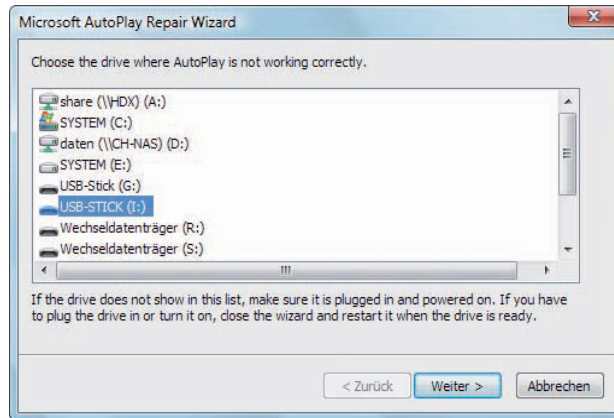 Microsoft AutoPlay Repair Wizard
Choose the drive where AutoPlay is not working correctly.
share (\\HDX) (A:)
SYSTEM (C:)
daten (\\CH-NAS) (D:)
SYSTEM (E:)
USB-Stick (G:)
USB-STICK (I:)
Wechseldatenträger (R:)
Wechseldatenträger (S:)
If the drive does not show in this list, make sure it is plugged in and powered on. If you have
to plug the drive in or turn it on, close the wizard and restart it when the drive is ready.
< Zurück Weiter > Abbrechen